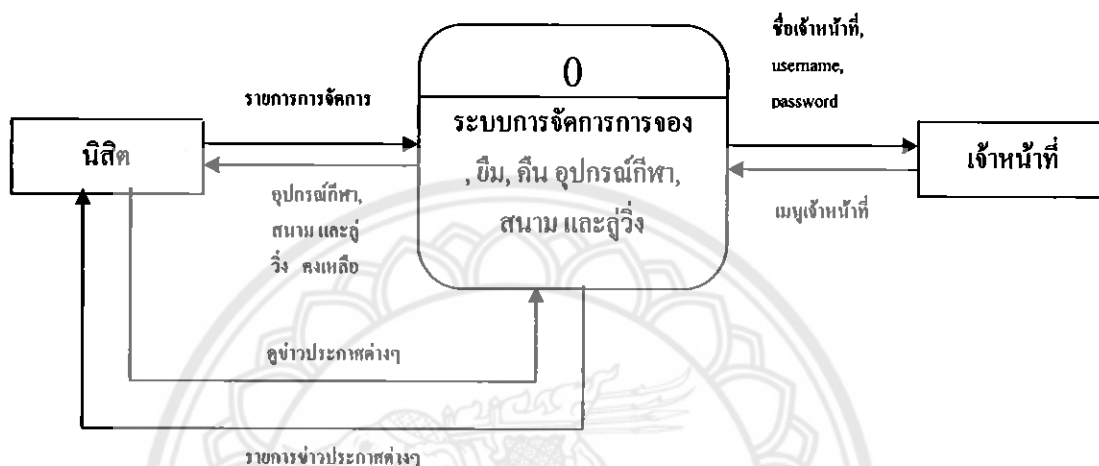 ชื่อเจ้าหน้าที่,
username,
password
0
รายการการจัดการ
ระบบการจัดการการจอง
, ยืม, คืน อุปกรณ์กีฬา,
สนาม และลู่วิ่ง
นิสิต
เจ้าหน้าที่
อุปกรณ์กีฬา,
สนาม และลู่
วิ่ง คงเหลือ
เมนูเจ้าหน้าที่
ดูข่าวประกาศต่างๆ
รายการข่าวประกาศต่างๆ